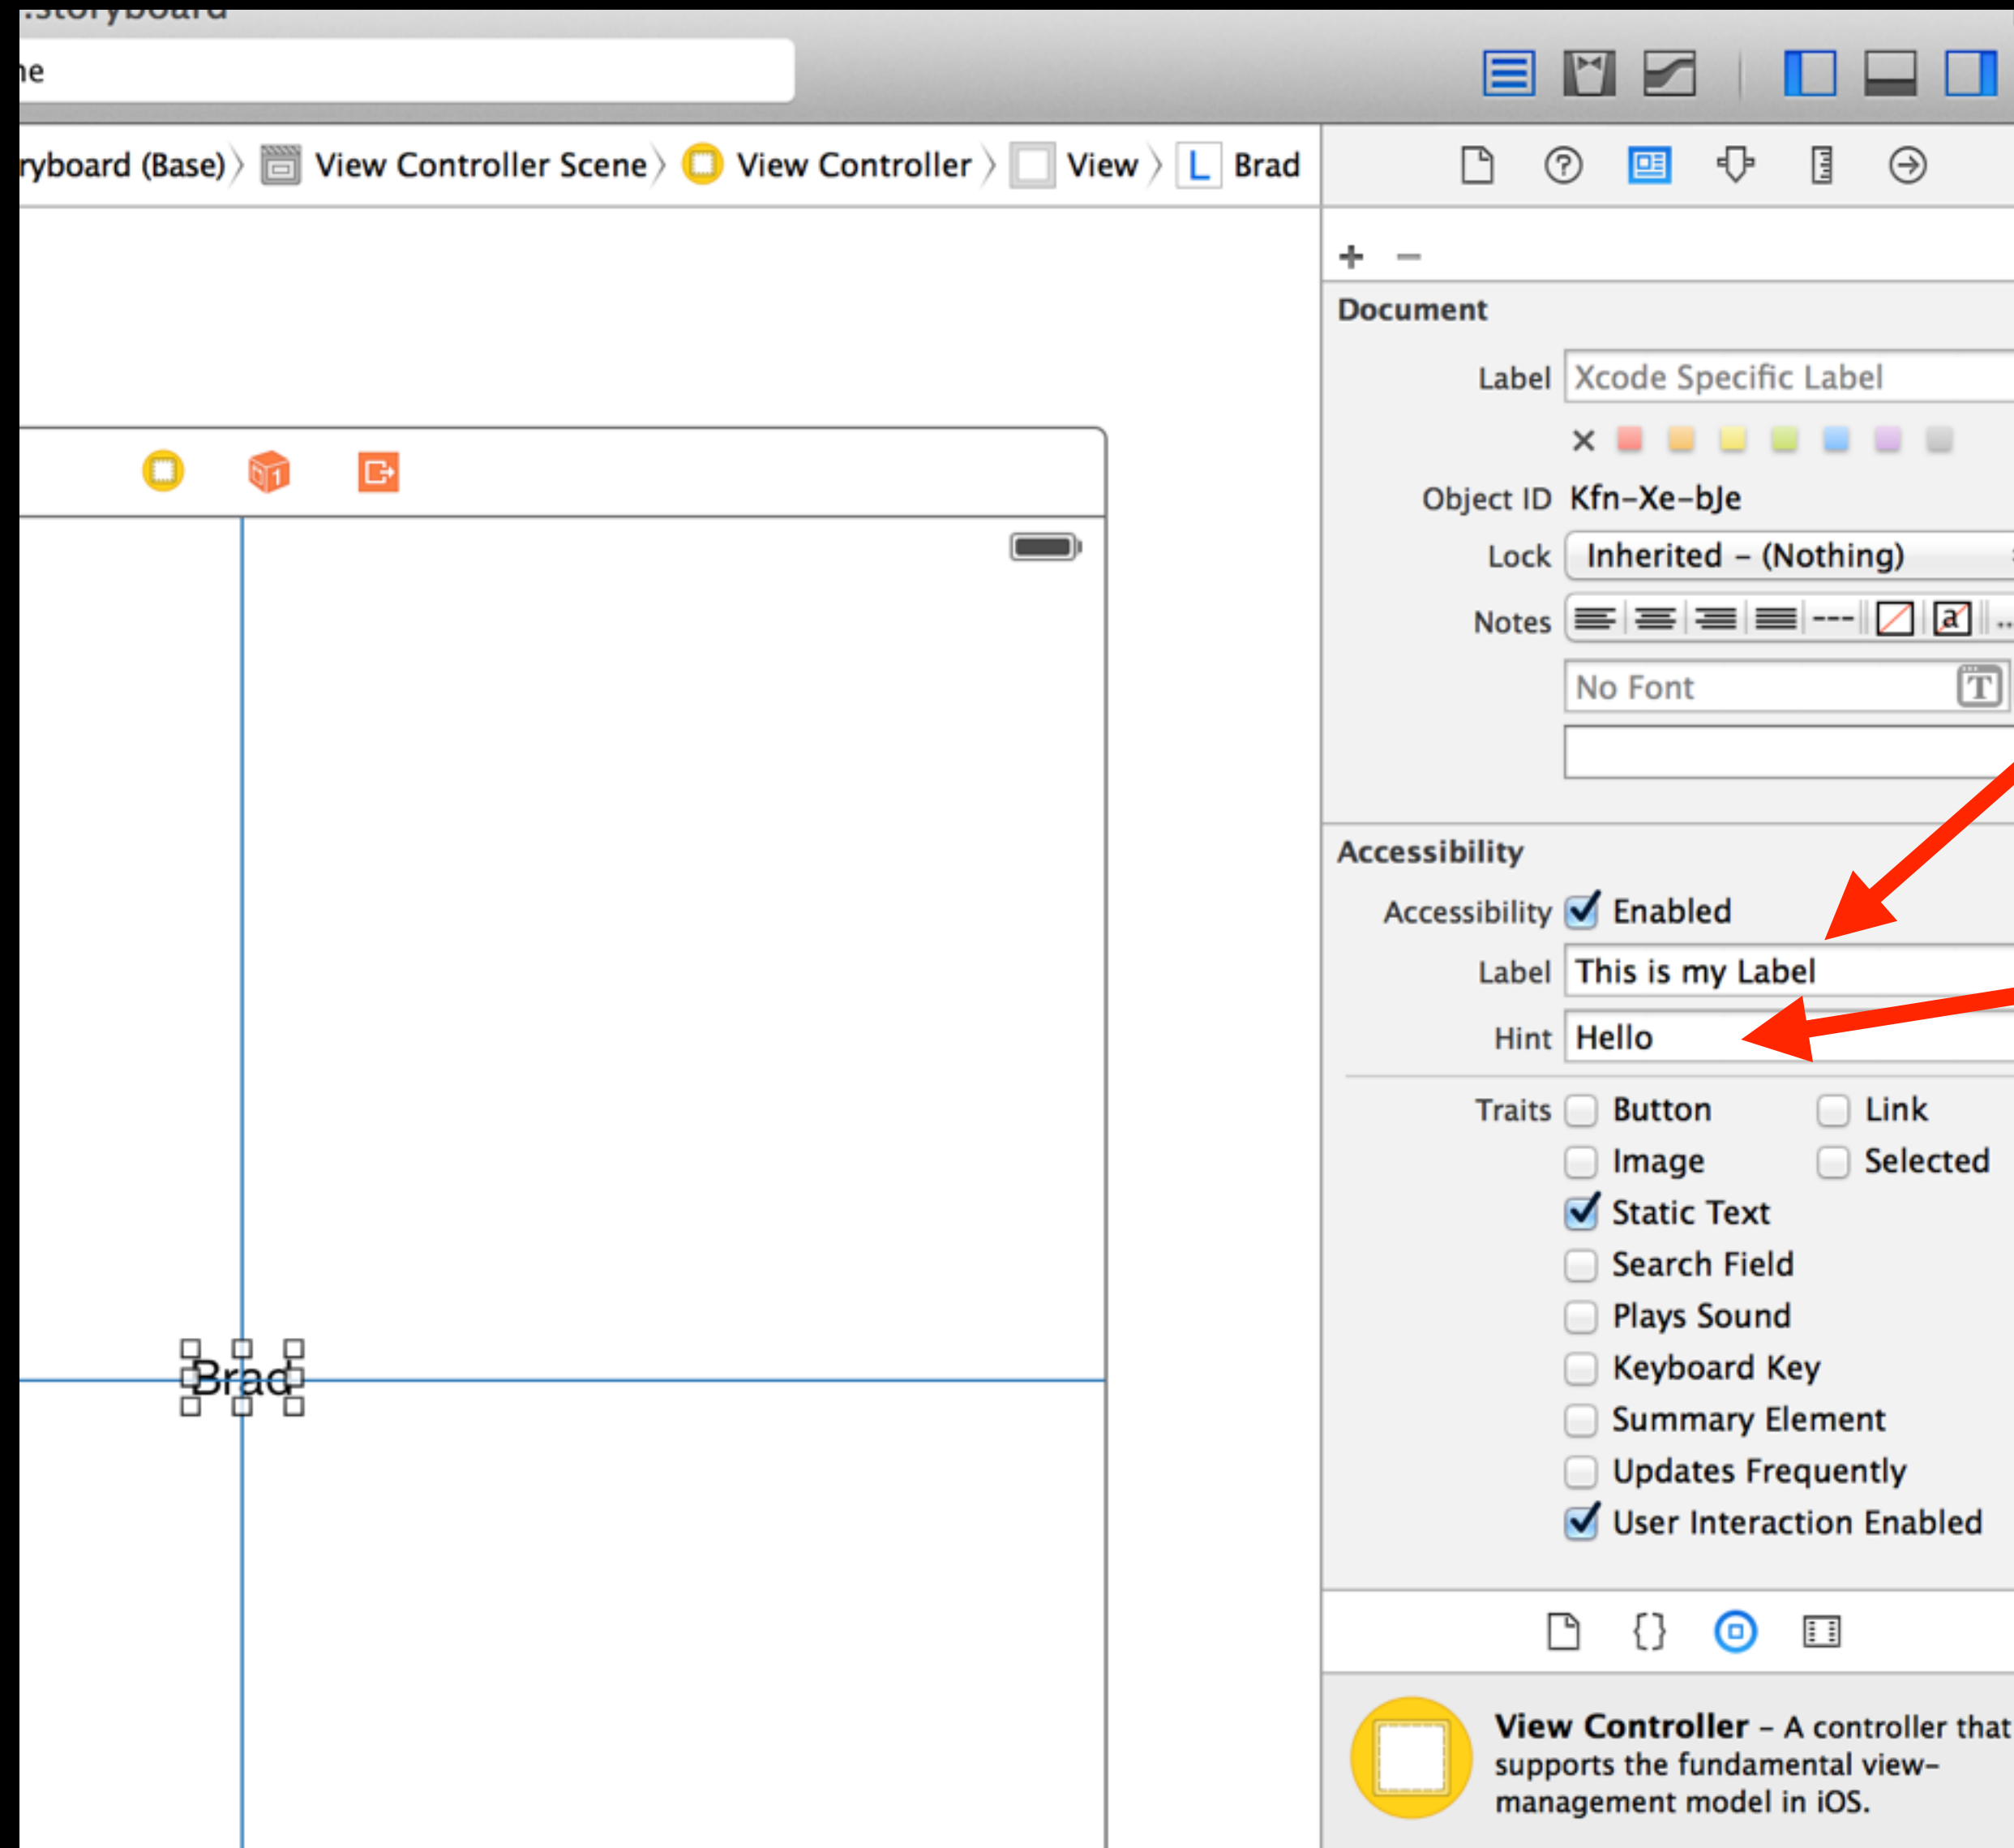 .storyboard
ne
ryboard (Base) View Controller Scene View Controller View L Brad
Document
Label Xcode Specific Label
Object ID Kfn-Xe-bJe
Lock Inherited - (Nothing)
Notes --- a ..
No Font T
Accessibility
Accessibility Enabled
Label This is my Label
Hint Hello
Traits Button Link
Image Selected
Static Text
Search Field
Plays Sound
Keyboard Key
Summary Element
Updates Frequently
User Interaction Enabled
Brad
{}
View Controller - A controller that
supports the fundamental view-
management model in iOS.